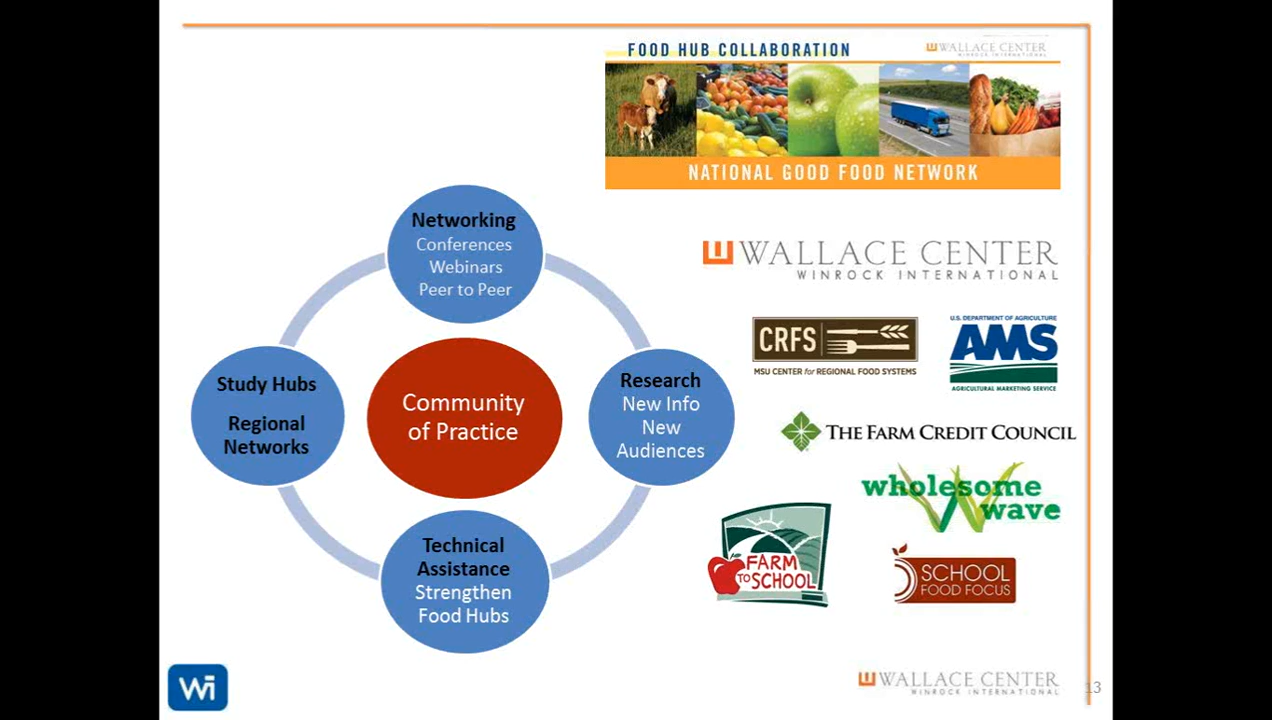 FOOD HUB COLLABORATION
WALLACE CENTER
WINROCK INTERNATIONAL
NATIONAL GOOD FOOD NETWORK
Networking
Conferences
Webinars
Peer to Peer
Study Hubs
Regional
Networks
Community
of Practice
Research
New Info
New
Audiences
Technical
Assistance
Strengthen
Food Hubs
WALLACE CENTER
WINROCK INTERNATIONAL
CRFS
MSU CENTER for REGIONAL FOOD SYSTEMS
U.S. DEPARTMENT OF AGRICULTURE
AMS
AGRICULTURAL MARKETING SERVICE
THE FARM CREDIT COUNCIL
wholesome
wave
FARM
TO SCHOOL
SCHOOL
FOOD FOCUS
Wi
WALLACE CENTER
WINROCK INTERNATIONAL
13